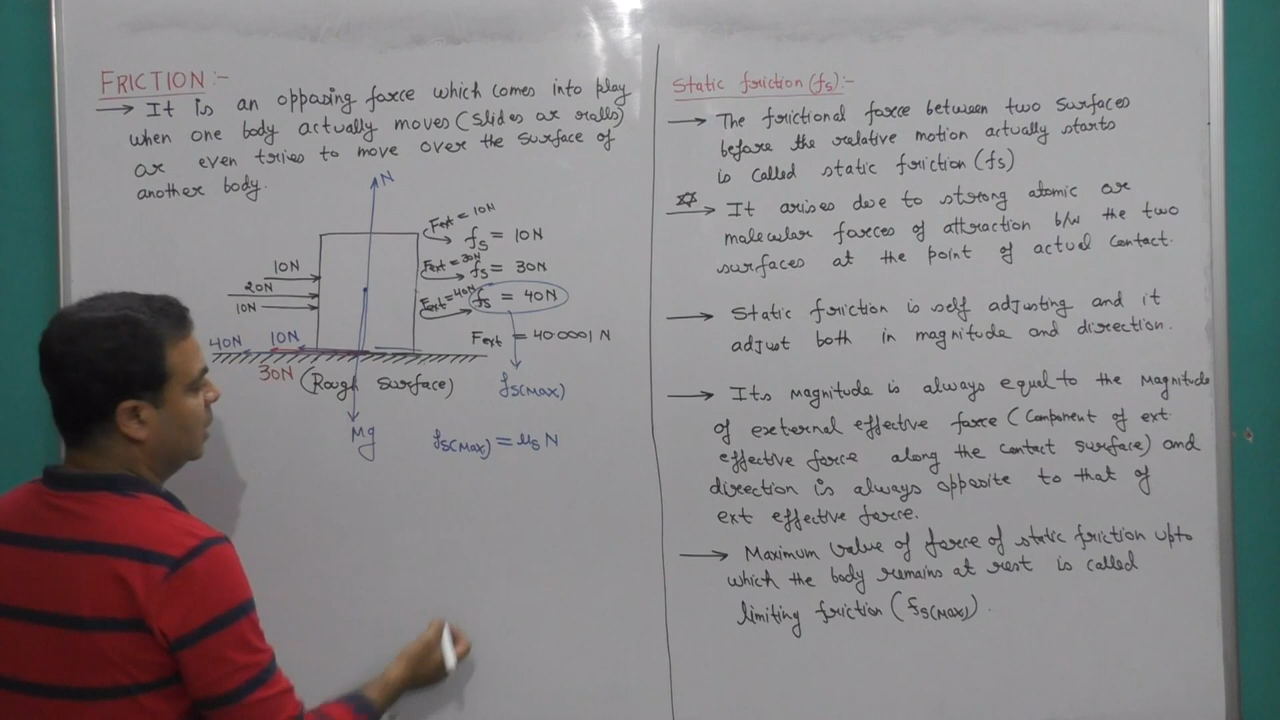 FRICTION:-
→ It is an opposing force which comes into play
when one body actually moves (slides or rolls)
or even tries to move over the surface of
another body.
N
Fext = 10N
fs = 10N
10N
Fext = 30N
fs = 30N
20N
Fext = 40N
fs = 40N
10N
Fext = 40.0001 N
40N
10N
30N
(Rough surface)
fs(Max)
Mg
fs(Max) = μs N
Static friction (fs):-
→ The frictional force between two surfaces
before the relative motion actually starts
is called static friction (fs)
→ It arises due to strong atomic or
molecular forces of attraction b/w the two
surfaces at the point of actual contact.
→ Static friction is self adjusting and it
adjust both in magnitude and direction.
→ Its magnitude is always equal to the Magnitude
of external effective force (Component of ext
effective force along the contact surface) and
direction is always opposite to that of
ext effective force.
→ Maximum value of force of static friction upto
which the body remains at rest is called
limiting friction (fs(Max)).